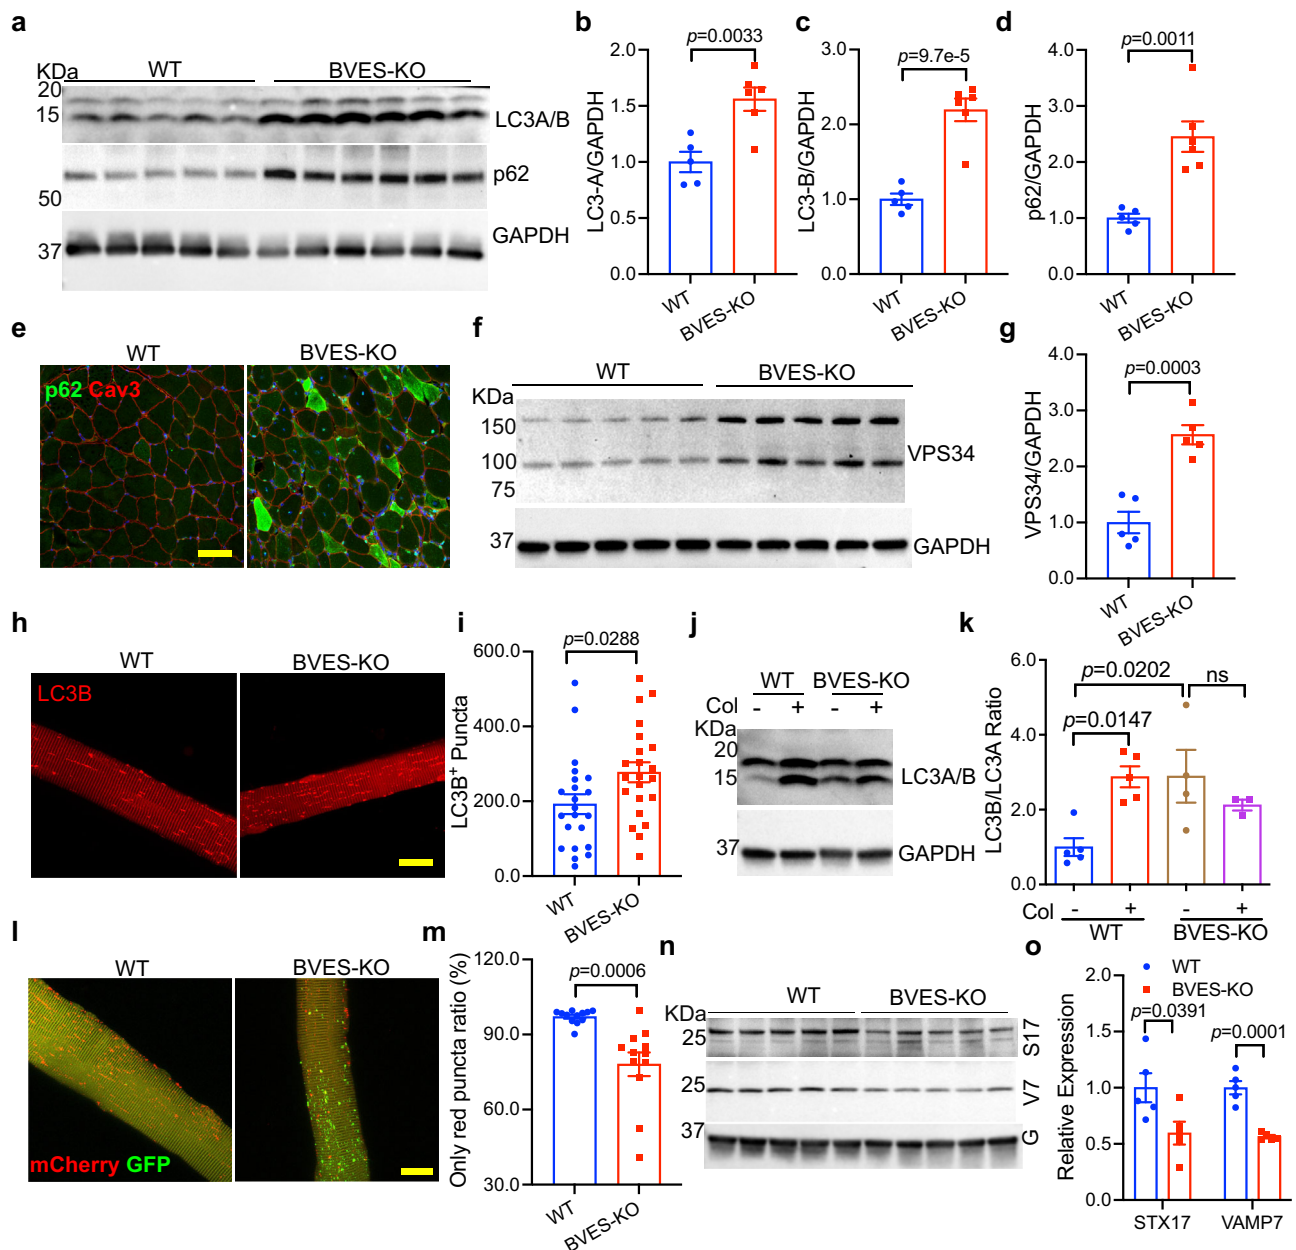 a
KDa
WT
BVES-KO
20
15
LC3A/B
p62
50
GAPDH
37
b
p=0.0033
LC3-A/GAPDH
2.0
1.5
1.0
0.5
0.0
WT
BVES-KO
c
p=9.7e-5
LC3-B/GAPDH
3.0
2.0
1.0
0.0
WT
BVES-KO
d
p=0.0011
p62/GAPDH
4.0
3.0
2.0
1.0
0.0
WT
BVES-KO
e
WT
BVES-KO
p62 Cav3
f
WT
BVES-KO
KDa
150
100
VPS34
75
37
GAPDH
g
p=0.0003
VPS34/GAPDH
4.0
3.0
2.0
1.0
0.0
WT
BVES-KO
h
WT
BVES-KO
LC3B
i
p=0.0288
LC3B+ Puncta
600.0
400.0
200.0
0.0
WT
BVES-KO
j
WT
BVES-KO
Col - + - +
KDa
20
15
LC3A/B
37
GAPDH
k
p=0.0202
ns
p=0.0147
LC3B/LC3A Ratio
6.0
4.0
2.0
0.0
Col - + - +
WT
BVES-KO
l
WT
BVES-KO
mCherry GFP
m
p=0.0006
Only red puncta ratio (%)
120.0
90.0
60.0
30.0
WT
BVES-KO
n
WT
BVES-KO
KDa
25
S17
25
V7
37
G
o
WT
BVES-KO
p=0.0391
p=0.0001
Relative Expression
2.0
1.5
1.0
0.5
0.0
STX17
VAMP7